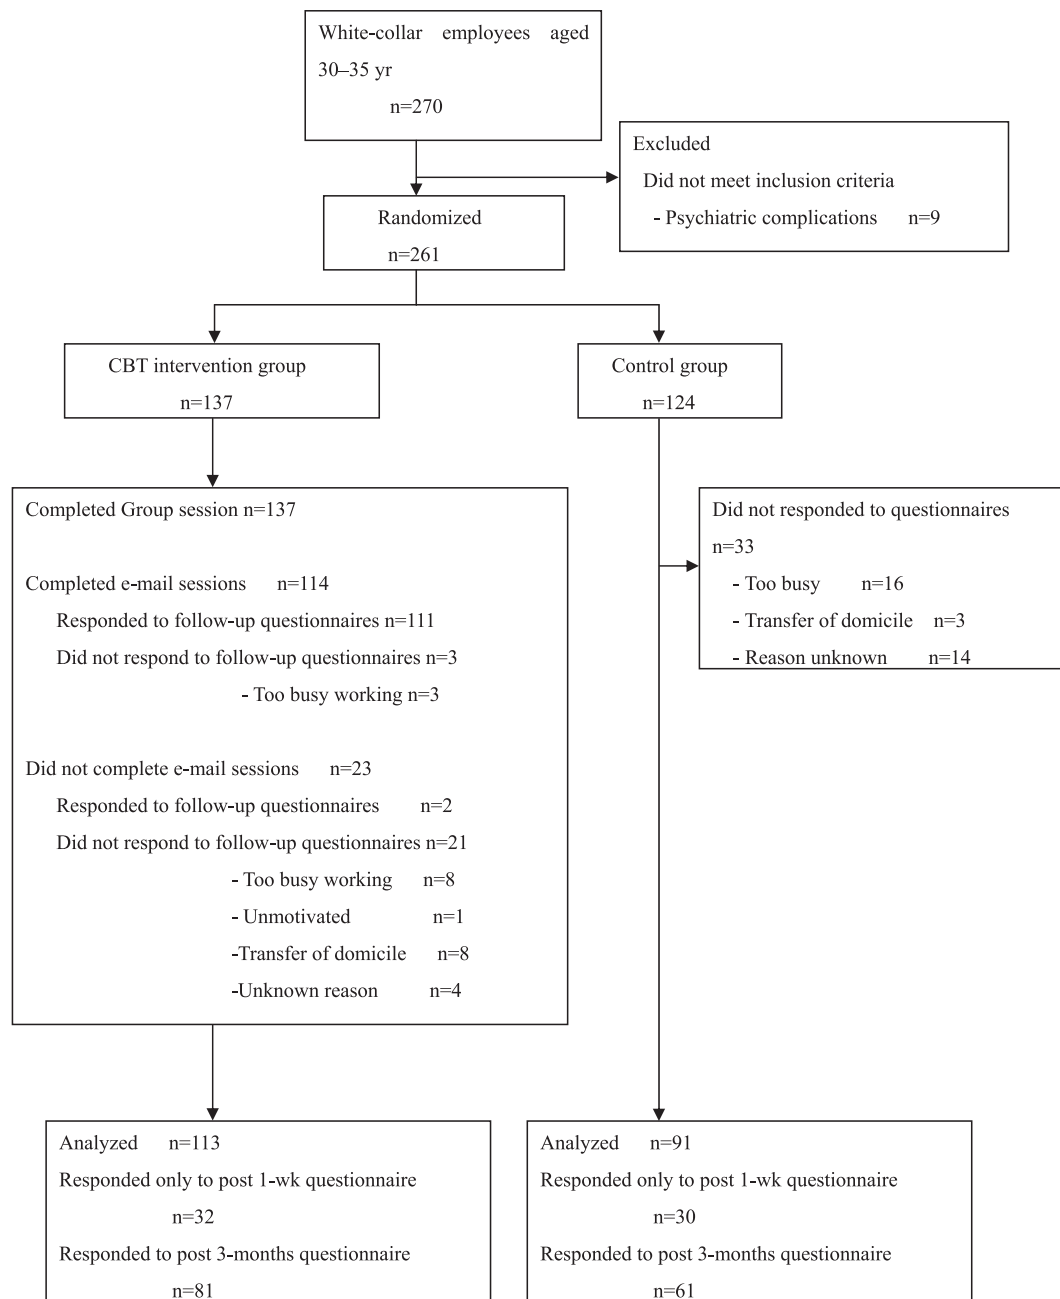 White-collar employees aged
30–35 yr
n=270
Excluded
Did not meet inclusion criteria
- Psychiatric complications n=9
Randomized
n=261
CBT intervention group
n=137
Control group
n=124
Completed Group session n=137
Completed e-mail sessions n=114
Responded to follow-up questionnaires n=111
Did not respond to follow-up questionnaires n=3
- Too busy working n=3
Did not complete e-mail sessions n=23
Responded to follow-up questionnaires n=2
Did not respond to follow-up questionnaires n=21
- Too busy working n=8
- Unmotivated n=1
-Transfer of domicile n=8
-Unknown reason n=4
Did not responded to questionnaires
n=33
- Too busy n=16
- Transfer of domicile n=3
- Reason unknown n=14
Analyzed n=113
Responded only to post 1-wk questionnaire
n=32
Responded to post 3-months questionnaire
n=81
Analyzed n=91
Responded only to post 1-wk questionnaire
n=30
Responded to post 3-months questionnaire
n=61